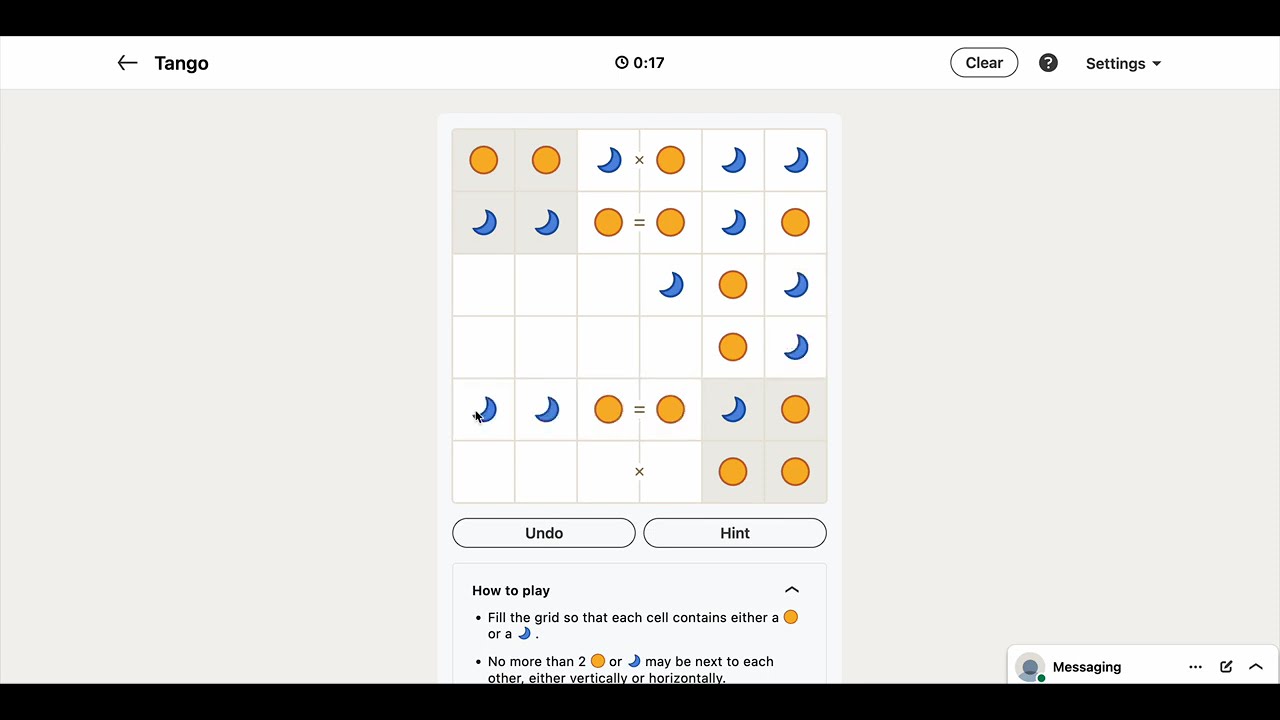 Tango
0:17
Clear
?
Settings
×
=
=
×
Undo
Hint
How to play
• Fill the grid so that each cell contains either a
or a .
• No more than 2 or may be next to each
other, either vertically or horizontally.
Messaging